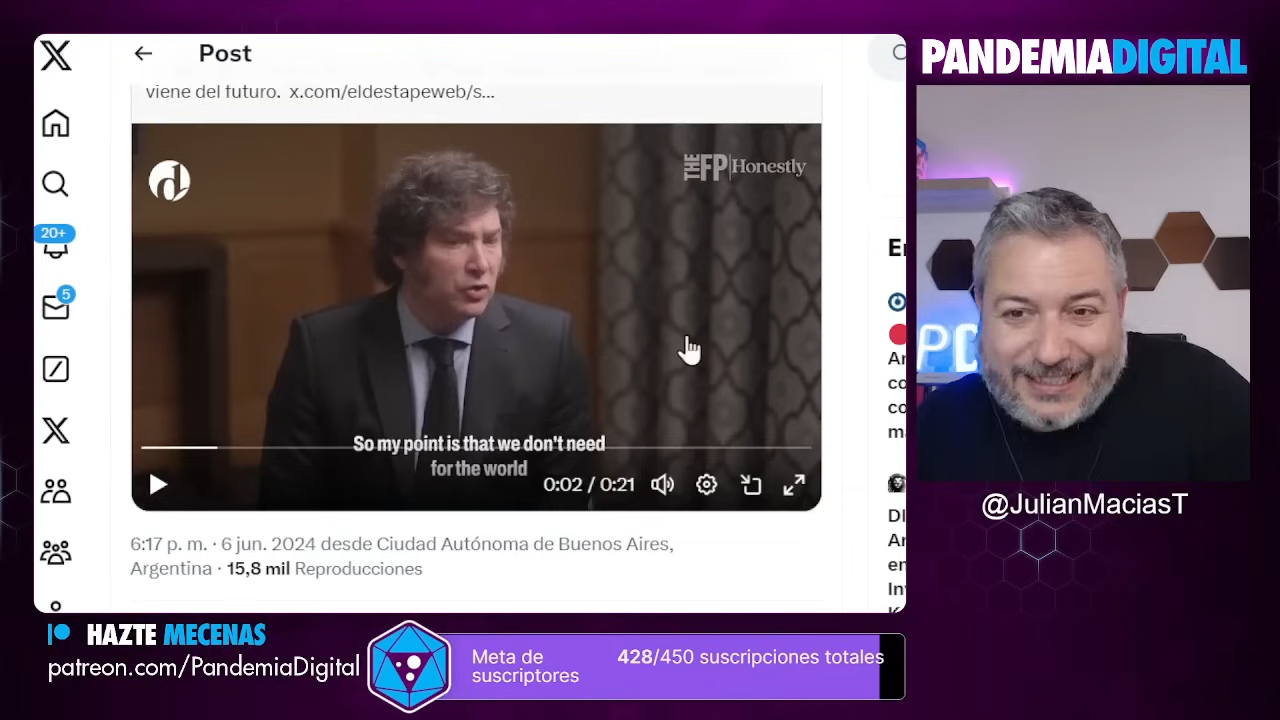 Post
viene del futuro. x.com/eldestapeweb/s...
THE FP | Honestly
So my point is that we don't need
for the world
0:02 / 0:21
6:17 p. m. · 6 jun. 2024 desde Ciudad Autónoma de Buenos Aires,
Argentina · 15,8 mil Reproducciones
20+
5
PANDEMIADIGITAL
PD
@JulianMaciasT
HAZTE MECENAS
patreon.com/PandemiaDigital
Meta de
suscriptores
428/450 suscripciones totales